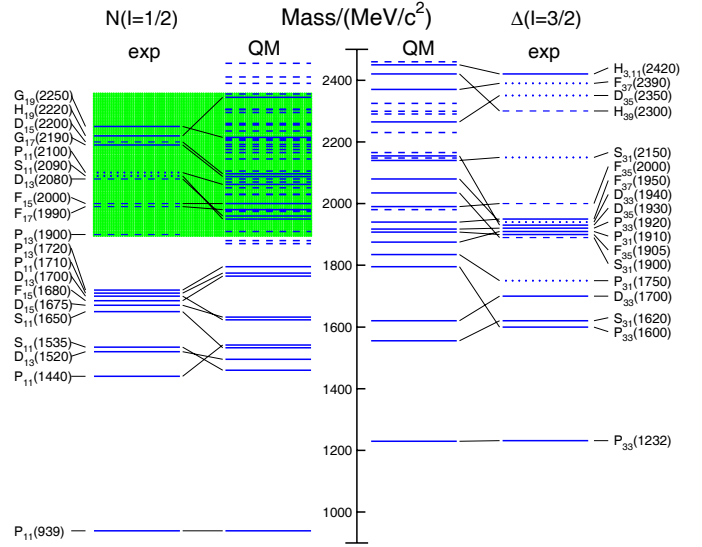 N(I=1/2) Mass/(MeV/c²) Δ(I=3/2)
exp QM QM exp
G₁₉(2250)
H₁₉(2220)
D₁₅(2200)
G₁₇(2190)
P₁₁(2100)
S₁₁(2090)
D₁₃(2080)
F₁₅(2000)
F₁₇(1990)
P₁₃(1900)
P₁₃(1720)
P₁₁(1710)
D₁₃(1700)
F₁₅(1680)
D₁₅(1675)
S₁₁(1650)
S₁₁(1535)
D₁₃(1520)
P₁₁(1440)
P₁₁(939)
2400
2200
2000
1800
1600
1400
1200
1000
H₃,₁₁(2420)
F₃₇(2390)
D₃₅(2350)
H₃₉(2300)
S₃₁(2150)
F₃₅(2000)
F₃₇(1950)
D₃₃(1940)
D₃₅(1930)
P₃₃(1920)
P₃₁(1910)
F₃₅(1905)
S₃₁(1900)
P₃₁(1750)
D₃₃(1700)
S₃₁(1620)
P₃₃(1600)
P₃₃(1232)